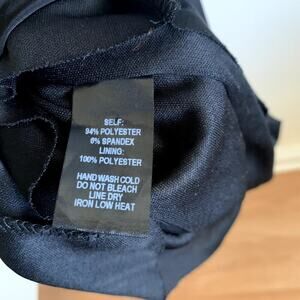 SELF:
94% POLYESTER
6% SPANDEX
LINING:
100% POLYESTER
HAND WASH COLD
DO NOT BLEACH
LINE DRY
IRON LOW HEAT